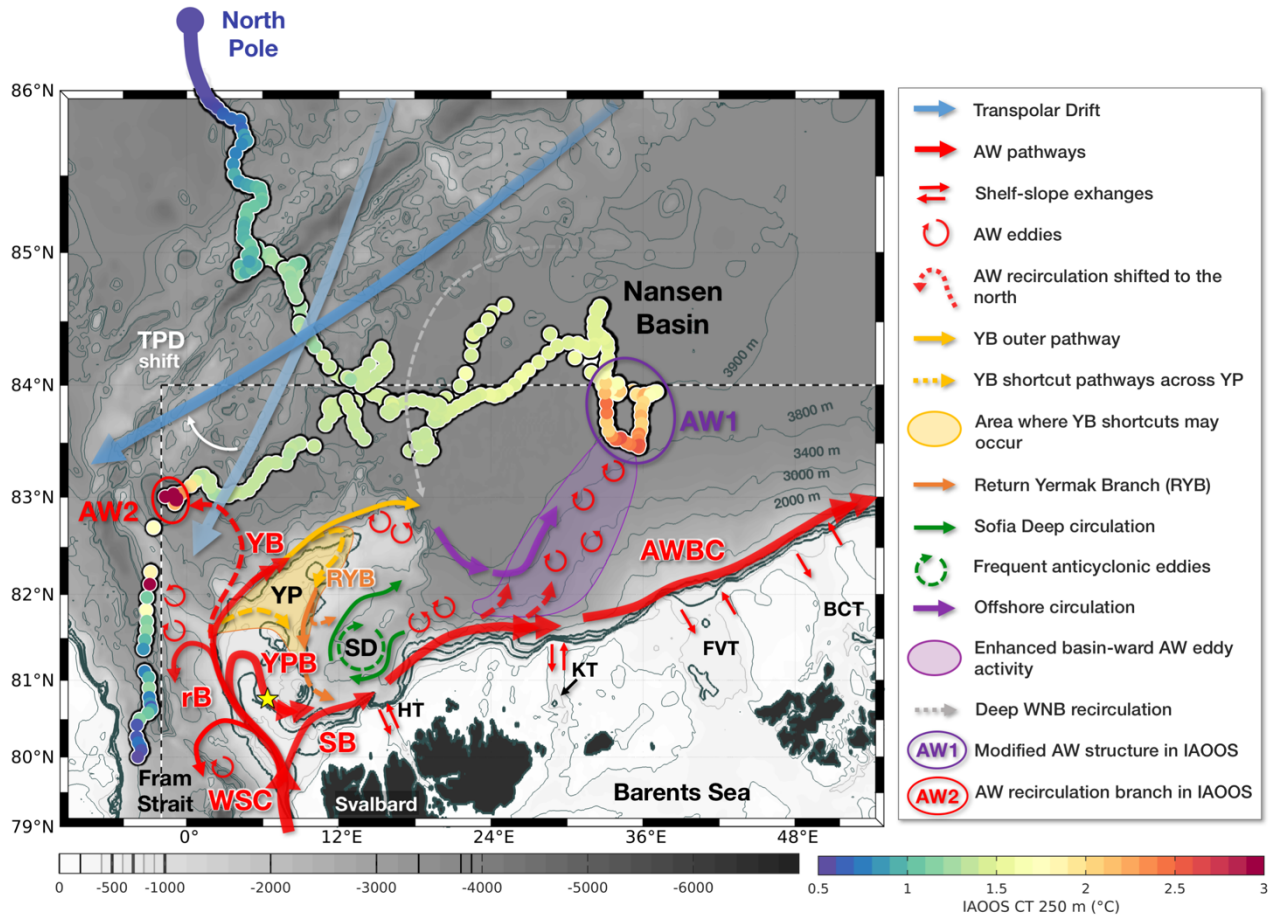 North
Pole
86°N
85°N
84°N
83°N
82°N
81°N
80°N
79°N
Nansen
Basin
TPD
shift
3900 m
3800 m
3400 m
3000 m
2000 m
AW1
AW2
YB
YP
RYB
AWBC
SD
YPB
rB
SB
HT
KT
FVT
BCT
WSC
Fram
Strait
Svalbard
Barents Sea
0°
12°E
24°E
36°E
48°E
Transpolar Drift
AW pathways
Shelf-slope exhanges
AW eddies
AW recirculation shifted to the
north
YB outer pathway
YB shortcut pathways across YP
Area where YB shortcuts may
occur
Return Yermak Branch (RYB)
Sofia Deep circulation
Frequent anticyclonic eddies
Offshore circulation
Enhanced basin-ward AW eddy
activity
Deep WNB recirculation
AW1 Modified AW structure in IAOOS
AW2 AW recirculation branch in IAOOS
0 -500 -1000 -2000 -3000 -4000 -5000 -6000
0.5 1 1.5 2 2.5 3
IAOOS CT 250 m (°C)